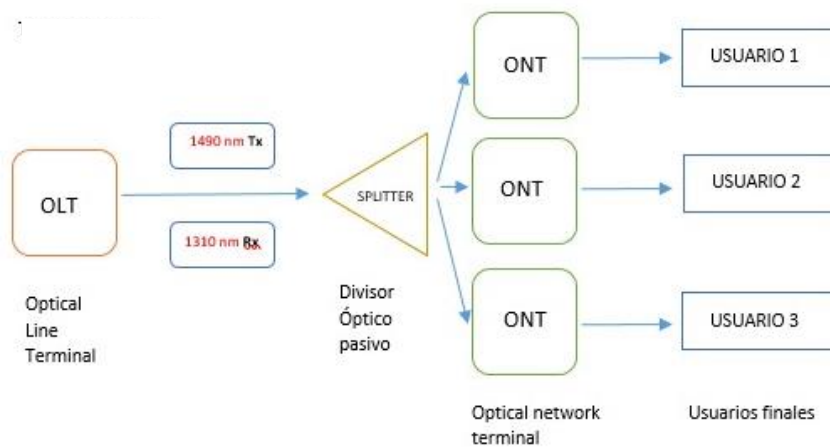 1490 nm Tx
OLT
1310 nm Rx
Optical
Line
Terminal
SPLITTER
Divisor
Óptico
pasivo
ONT
ONT
ONT
Optical network
terminal
USUARIO 1
USUARIO 2
USUARIO 3
Usuarios finales